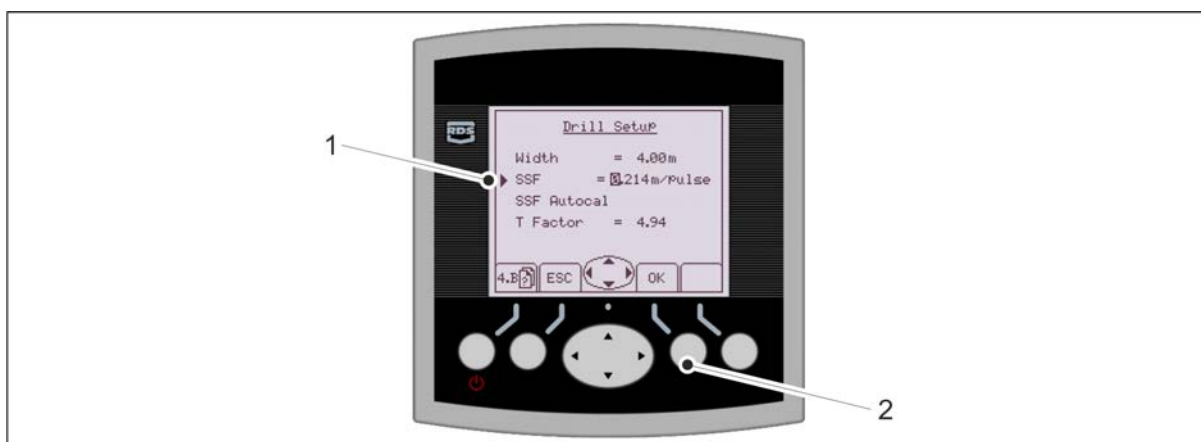 RDS
Drill Setup
Width = 4.00m
1
SSF = 0.214m/pulse
SSF Autocal
T Factor = 4.94
4.B ESC OK
2